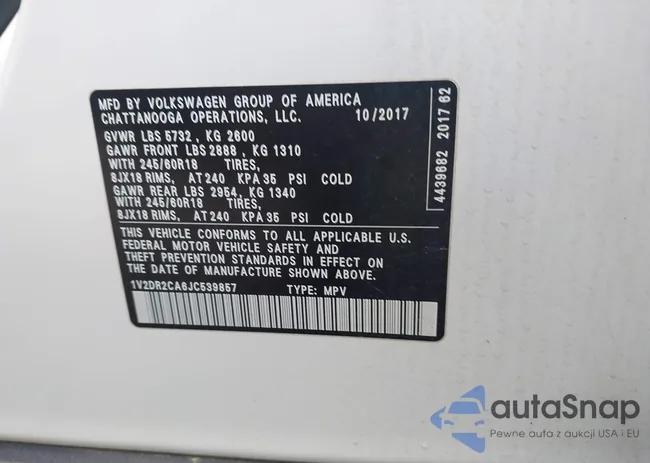 MFD BY VOLKSWAGEN GROUP OF AMERICA
CHATTANOOGA OPERATIONS, LLC. 10/2017
GVWR LBS 5732 , KG 2600
GAWR FRONT LBS 2888 , KG 1310
WITH 245/60R18 TIRES,
8JX18 RIMS, AT 240 KPA 35 PSI COLD
GAWR REAR LBS 2954, KG 1340
WITH 245/60R18 TIRES,
8JX18 RIMS, AT 240 KPA 35 PSI COLD
THIS VEHICLE CONFORMS TO ALL APPLICABLE U.S.
FEDERAL MOTOR VEHICLE SAFETY AND
THEFT PREVENTION STANDARDS IN EFFECT ON
THE DATE OF MANUFACTURE SHOWN ABOVE.
1V2DR2CA6JC539857 TYPE: MPV
4439682 2017 62
autaSnap
Pewne auta z aukcji USA i EU